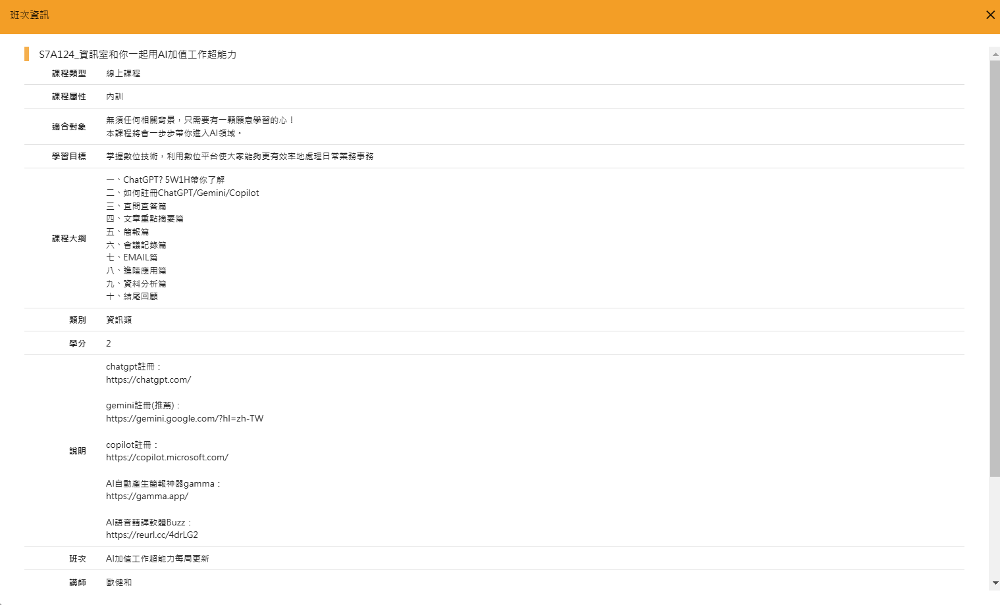 班次資訊
S7A124_資訊室和你一起用AI加值工作超能力
課程類型 線上課程
課程屬性 內訓
適合對象 無須任何相關背景，只需要有一顆願意學習的心！
本課程將會一步步帶你進入AI領域。
學習目標 掌握數位技術，利用數位平台使大家能夠更有效率地處理日常業務事務
課程大綱
一、ChatGPT? 5W1H帶你了解
二、如何註冊ChatGPT/Gemini/Copilot
三、直問直答篇
四、文章重點摘要篇
五、簡報篇
六、會議記錄篇
七、EMAIL篇
八、進階應用篇
九、資料分析篇
十、結尾回顧
類別 資訊類
學分 2
說明
chatgpt註冊：
https://chatgpt.com/
gemini註冊(推薦)：
https://gemini.google.com/?hl=zh-TW
copilot註冊：
https://copilot.microsoft.com/
AI自動產生簡報神器gamma：
https://gamma.app/
AI語音轉譯軟體Buzz：
https://reurl.cc/4drLG2
班次 AI加值工作超能力每周更新
講師 歐健和